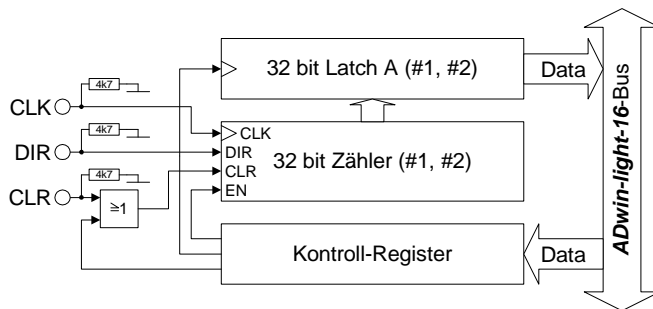 32 bit Latch A (#1, #2)
Data
4k7
CLK
4k7
DIR
4k7
CLR
≥1
CLK
DIR
CLR
EN
32 bit Zähler (#1, #2)
Kontroll-Register
Data
ADwin-light-16-Bus